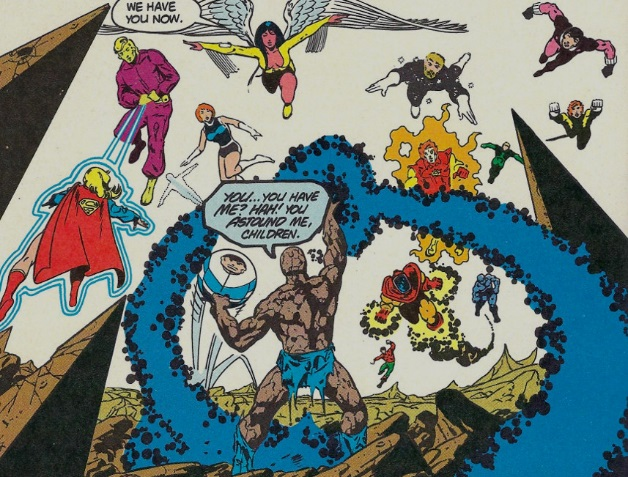 WE HAVE
YOU NOW.
YOU...YOU HAVE
ME? HAH! YOU
ASTOUND ME,
CHILDREN.